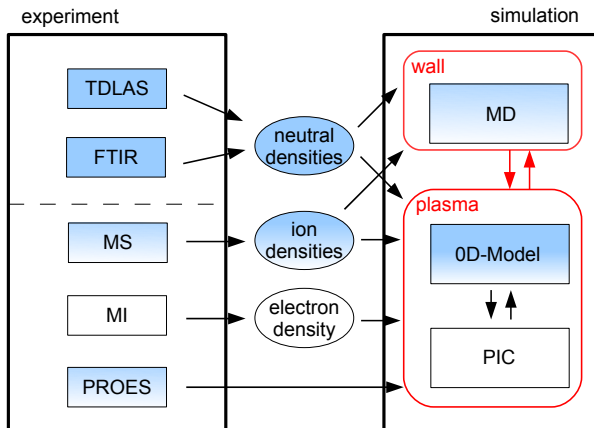 experiment
simulation
TDLAS
FTIR
MS
MI
PROES
neutral
densities
ion
densities
electron
density
wall
MD
plasma
0D-Model
PIC